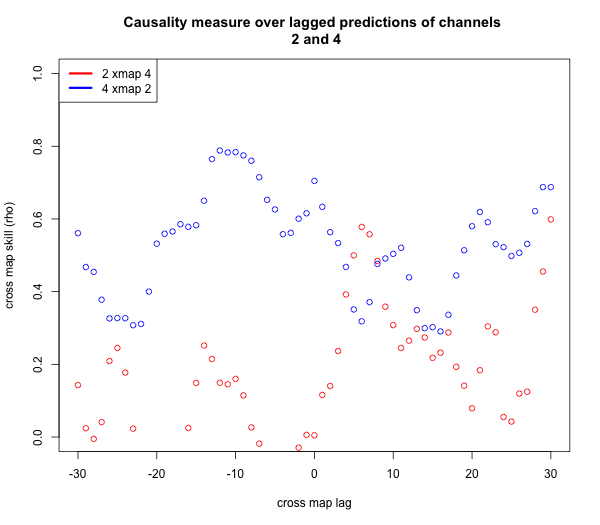 Causality measure over lagged predictions of channels
2 and 4
2 xmap 4
4 xmap 2
cross map skill (rho)
1.0
0.8
0.6
0.4
0.2
0.0
-30 -20 -10 0 10 20 30
cross map lag